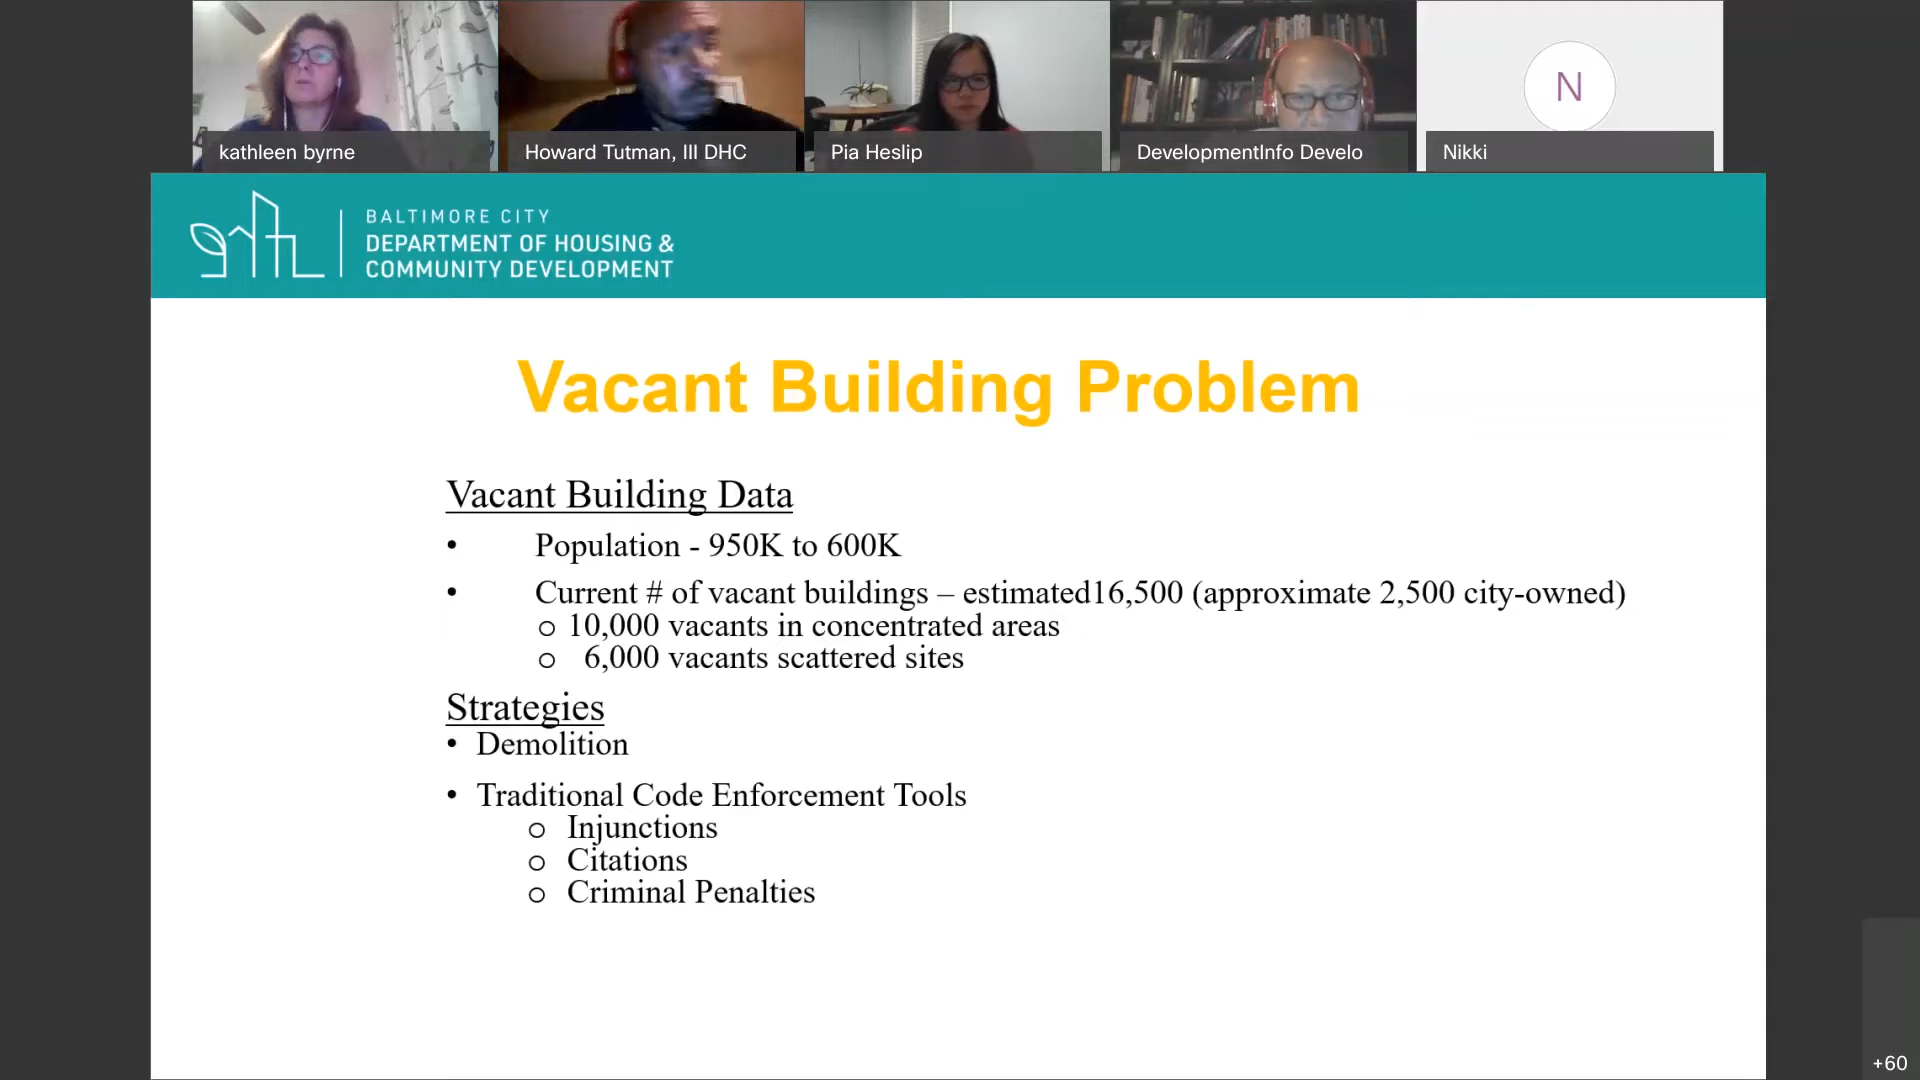 kathleen byrne
Howard Tutman, III DHC
Pia Heslip
DevelopmentInfo Develo
N
Nikki
BALTIMORE CITY
DEPARTMENT OF HOUSING &
COMMUNITY DEVELOPMENT
Vacant Building Problem
Vacant Building Data
• Population - 950K to 600K
• Current # of vacant buildings – estimated16,500 (approximate 2,500 city-owned)
o 10,000 vacants in concentrated areas
o 6,000 vacants scattered sites
Strategies
• Demolition
• Traditional Code Enforcement Tools
o Injunctions
o Citations
o Criminal Penalties
+60